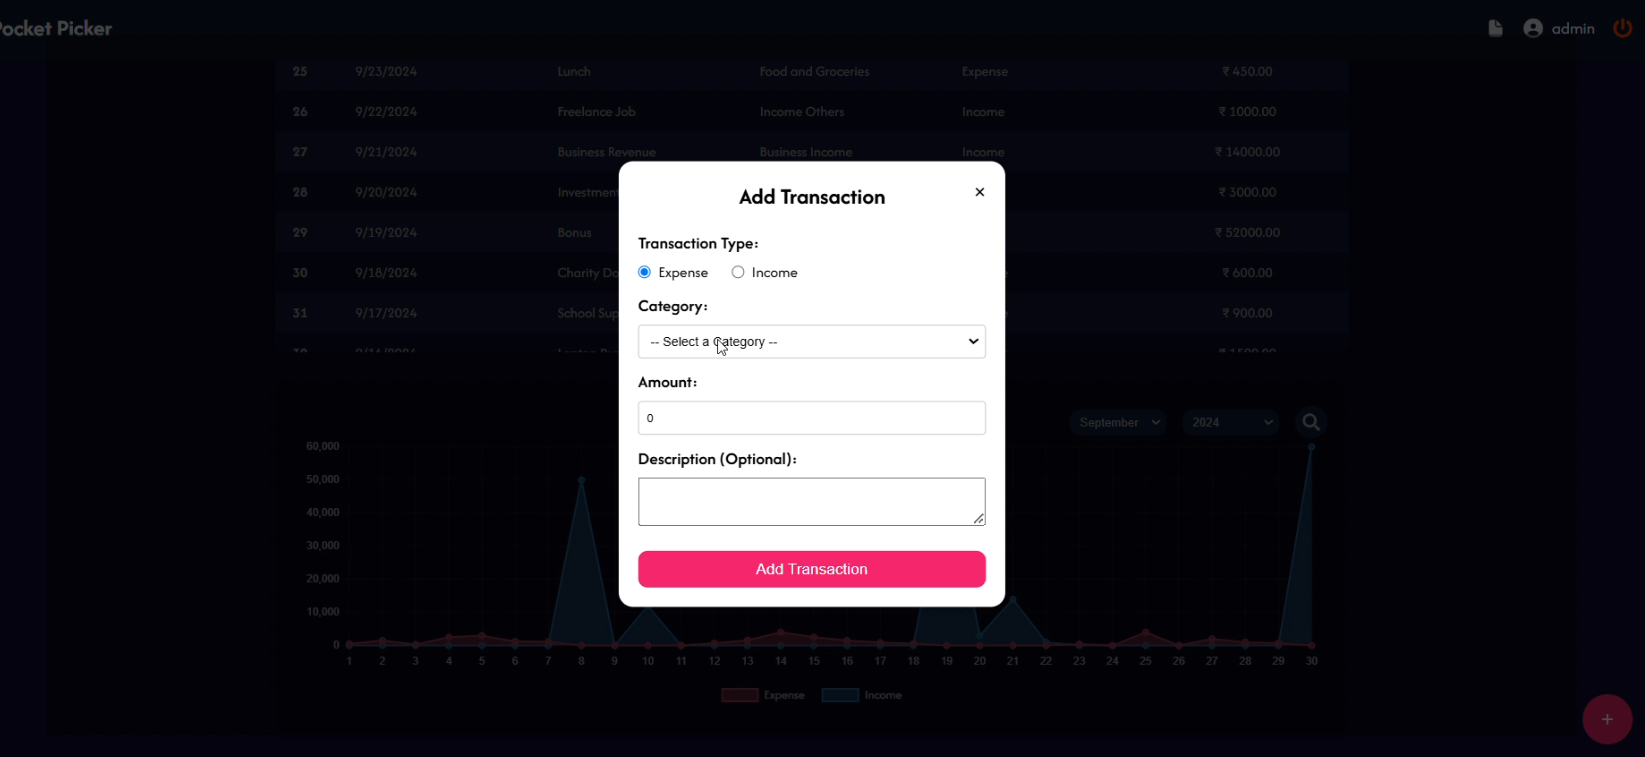 Pocket Picker
admin
25 9/23/2024 Lunch Food and Groceries Expense ₹ 450.00
26 9/22/2024 Freelance Job Income Others Income ₹ 1000.00
27 9/21/2024 Business Revenue Business Income Income ₹ 14000.00
28 9/20/2024 Investment ₹ 3000.00
29 9/19/2024 Bonus ₹ 52000.00
30 9/18/2024 Charity Do ₹ 600.00
31 9/17/2024 School Sup ₹ 900.00
Add Transaction
×
Transaction Type:
Expense Income
Category:
-- Select a Category --
Amount:
0
Description (Optional):
Add Transaction
September 2024
60,000
50,000
40,000
30,000
20,000
10,000
0
1 2 3 4 5 6 7 8 9 10 11 12 13 14 15 16 17 18 19 20 21 22 23 24 25 26 27 28 29 30
Expense Income
+